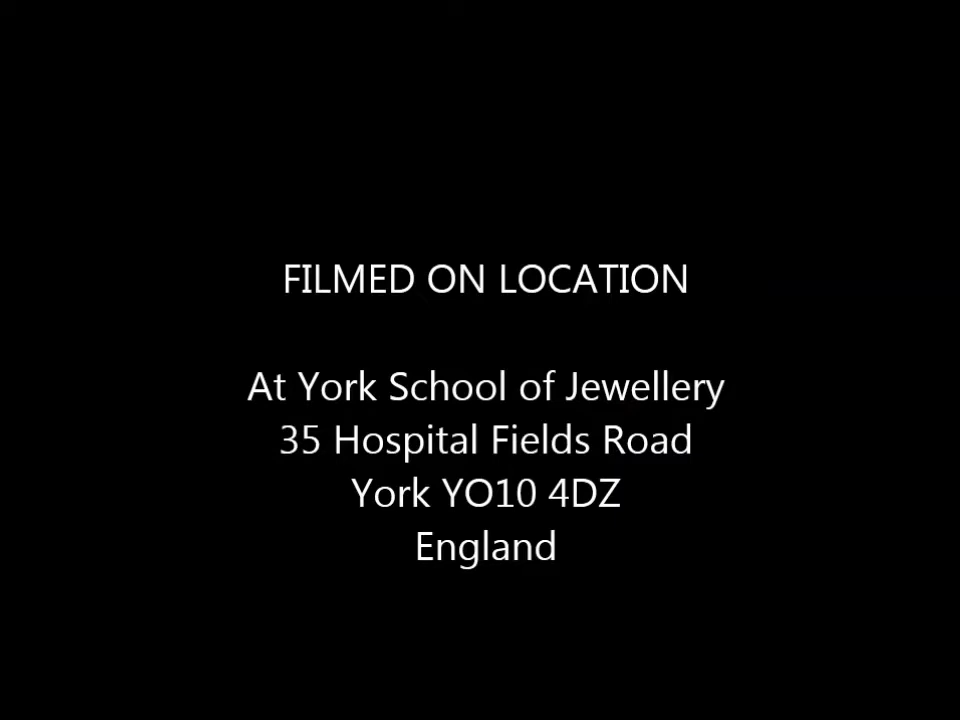 FILMED ON LOCATION
At York School of Jewellery
35 Hospital Fields Road
York YO10 4DZ
England